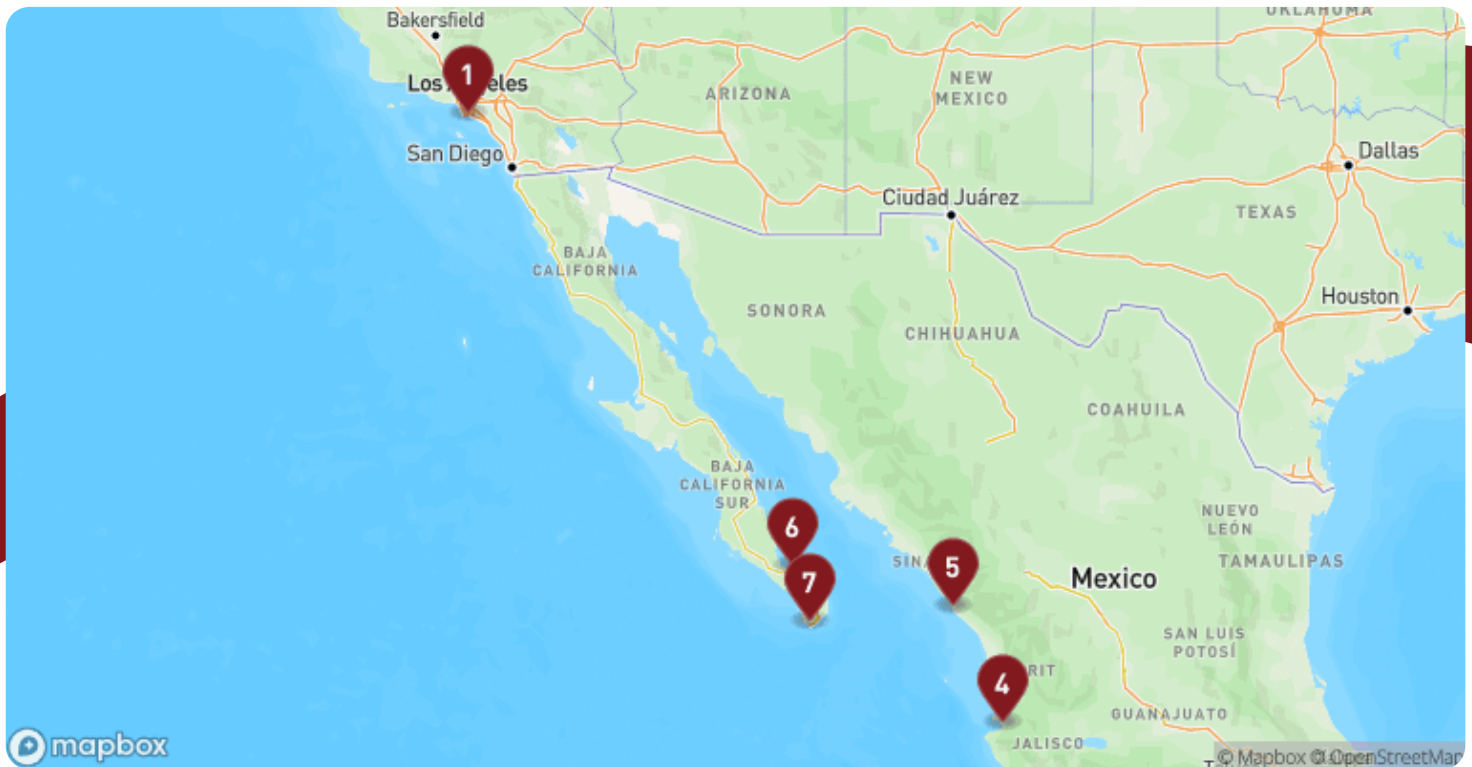 OKLAHOMA
Bakersfield
1
Los
eles
ARIZONA
NEW
MEXICO
San Diego
Dallas
Ciudad Juárez
TEXAS
BAJA
CALIFORNIA
SONORA
Houston
CHIHUAHUA
COAHUILA
BAJA
CALIFORNIA
SUR
6
NUEVO
LEÓN
SIN
5
TAMAULIPAS
7
Mexico
SAN LUIS
POTOSÍ
4
RIT
GUANAJUATO
JALISCO
mapbox
© Mapbox © OpenStreetMap